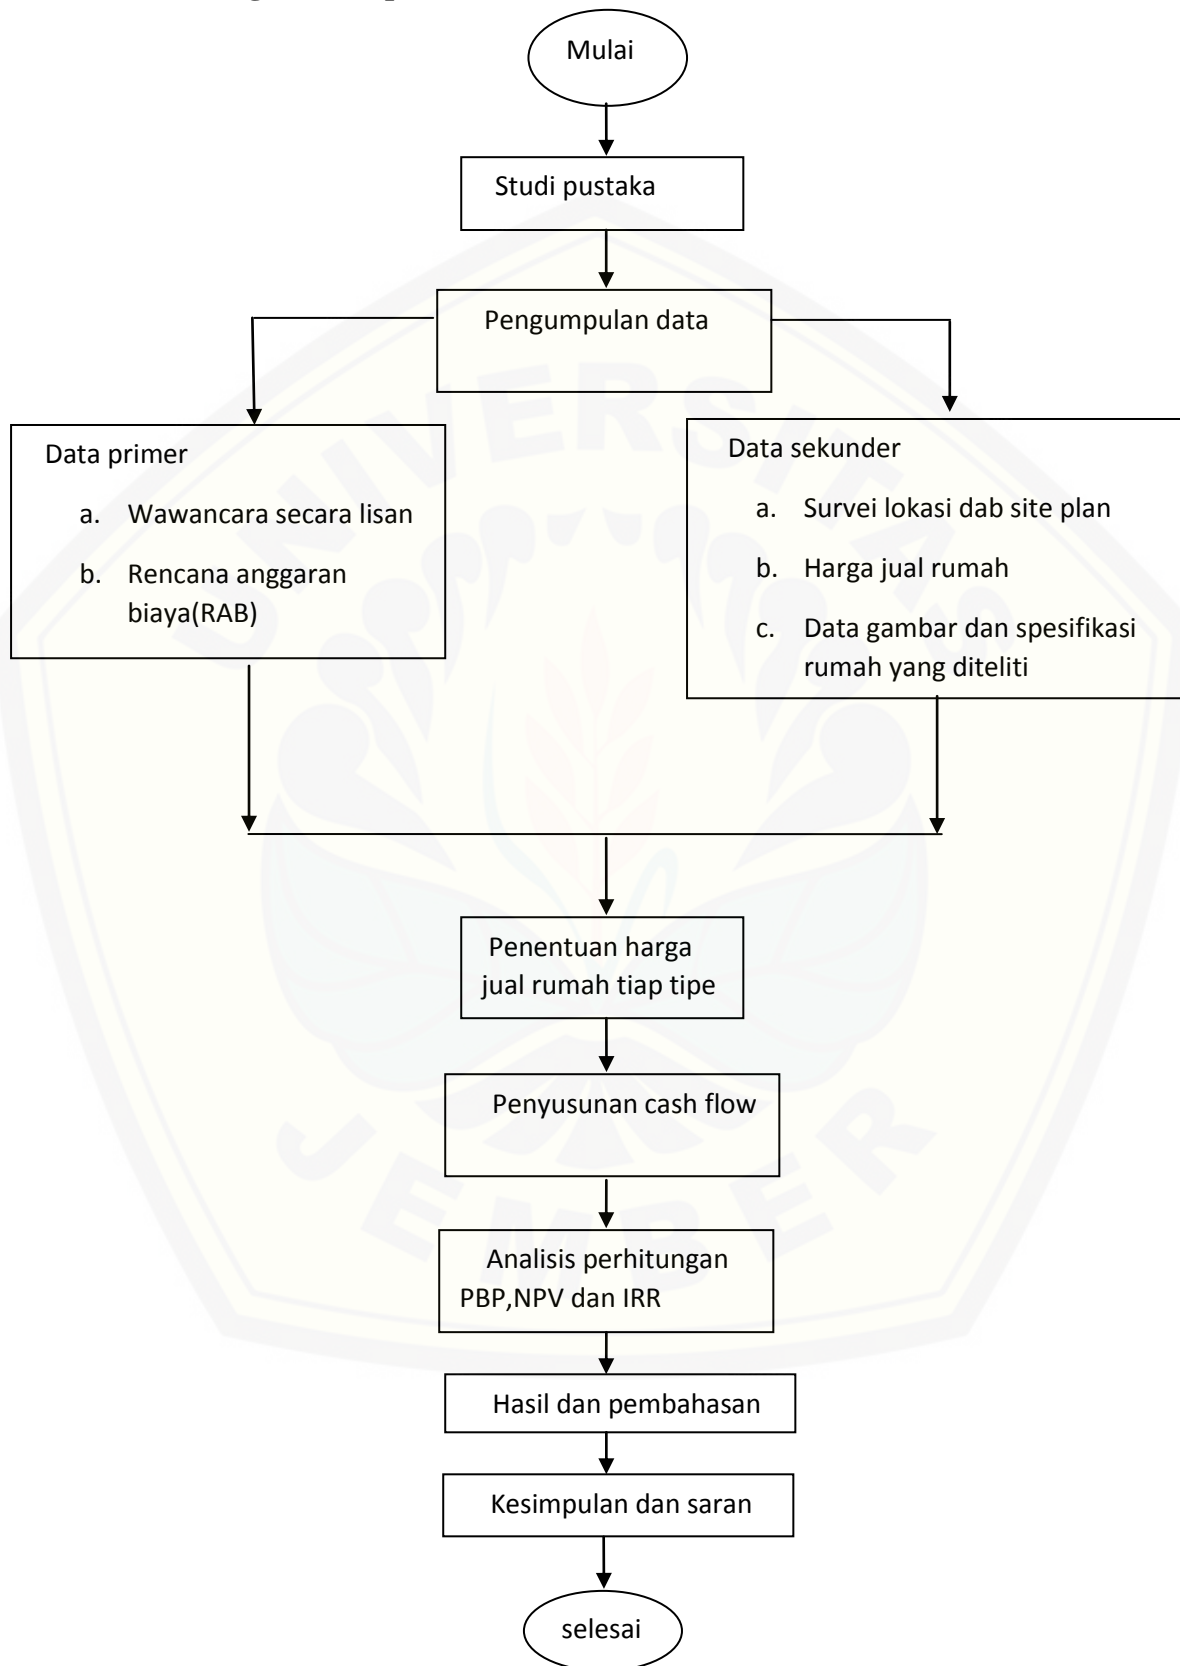 Mulai
Studi pustaka
Pengumpulan data
Data primer
a. Wawancara secara lisan
b. Rencana anggaran
biaya(RAB)
Data sekunder
a. Survei lokasi dab site plan
b. Harga jual rumah
c. Data gambar dan spesifikasi
rumah yang diteliti
Penentuan harga
jual rumah tiap tipe
Penyusunan cash flow
Analisis perhitungan
PBP,NPV dan IRR
Hasil dan pembahasan
Kesimpulan dan saran
selesai
UNIVERSITAS
JEMBER